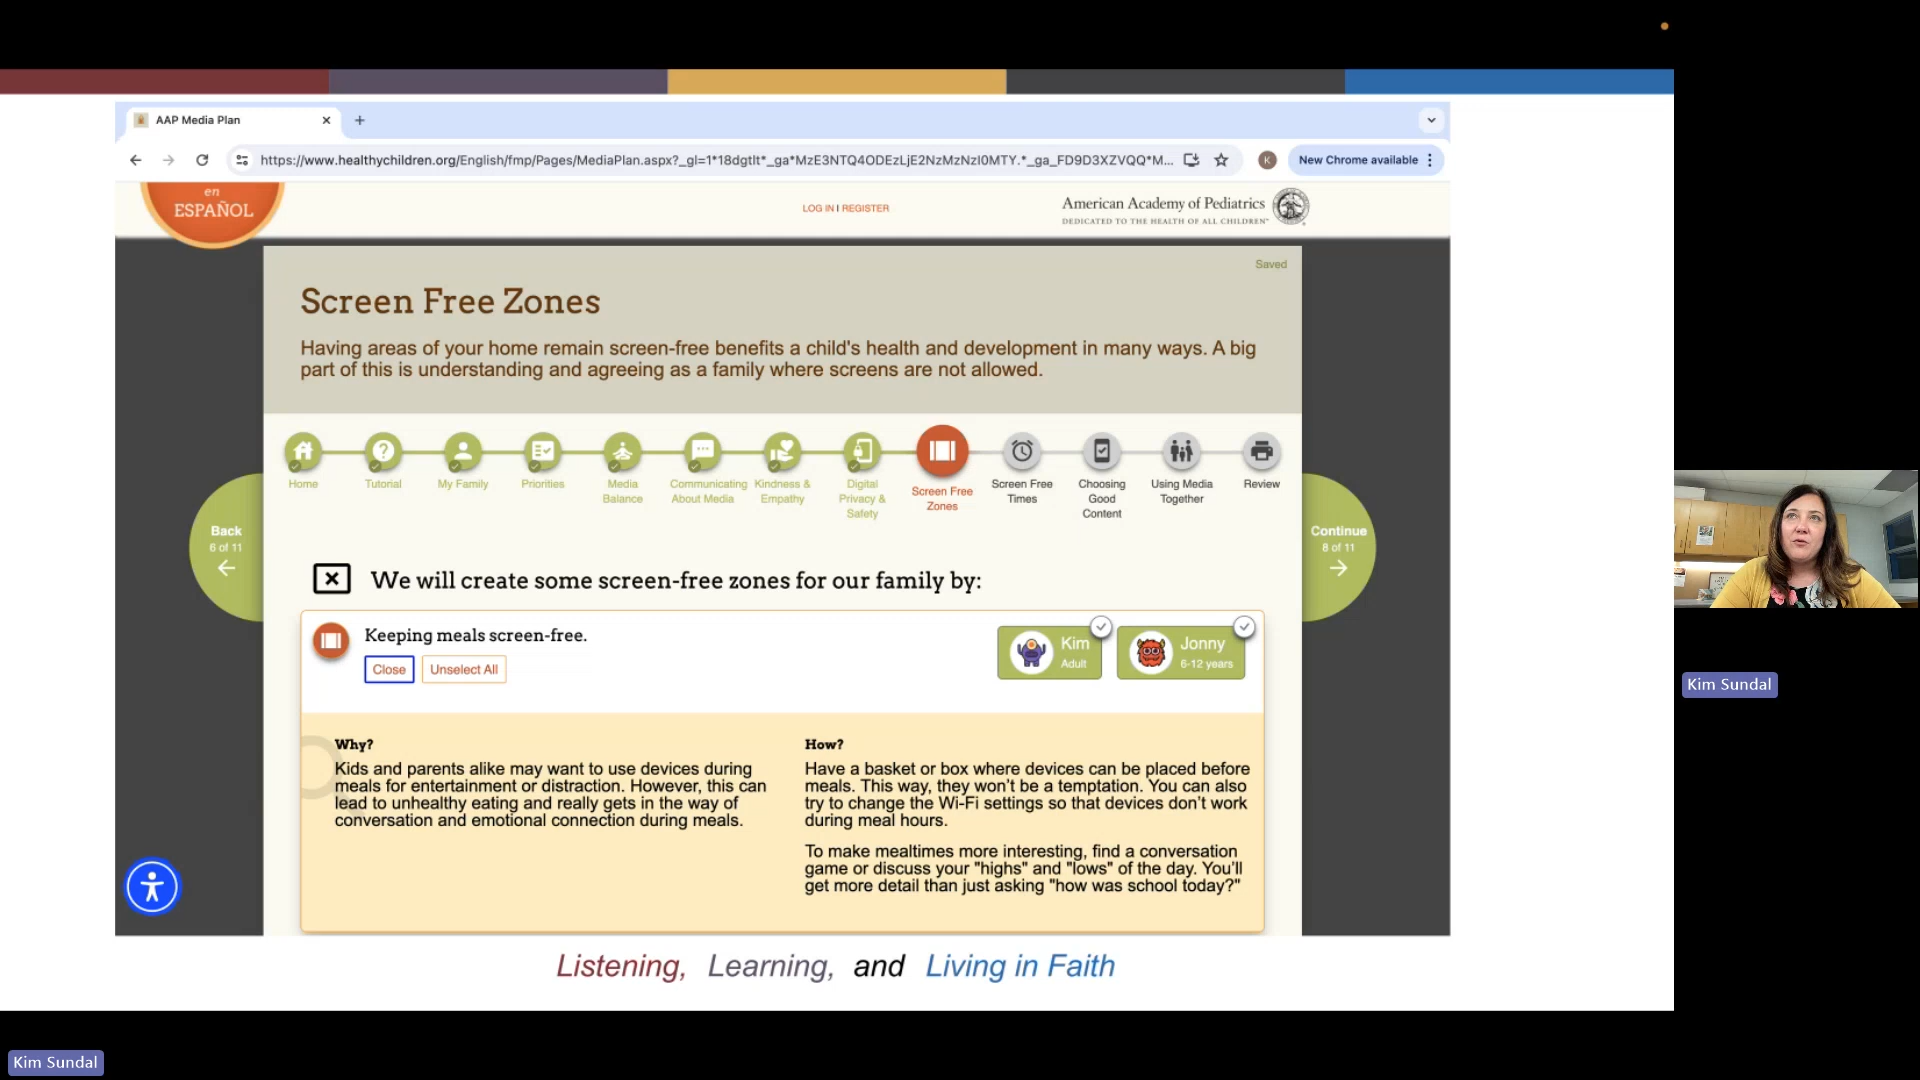 AAP Media Plan
https://www.healthychildren.org/English/fmp/Pages/MediaPlan.aspx?_gl=1*18dgtlt*_ga*MzE3NTQ4ODEzLjE2NzMzNzI0MTY.*_ga_FD9D3XZVQQ*M...
K
New Chrome available
en
ESPAÑOL
LOG IN I REGISTER
American Academy of Pediatrics
DEDICATED TO THE HEALTH OF ALL CHILDREN
Saved
Screen Free Zones
Having areas of your home remain screen-free benefits a child's health and development in many ways. A big
part of this is understanding and agreeing as a family where screens are not allowed.
Home
Tutorial
My Family
Priorities
Media
Balance
Communicating
About Media
Kindness &
Empathy
Digital
Privacy &
Safety
Screen Free
Zones
Screen Free
Times
Choosing
Good
Content
Using Media
Together
Review
Back
6 of 11
Continue
8 of 11
We will create some screen-free zones for our family by:
Keeping meals screen-free.
Close
Unselect All
Kim
Adult
Jonny
6-12 years
Why?
Kids and parents alike may want to use devices during
meals for entertainment or distraction. However, this can
lead to unhealthy eating and really gets in the way of
conversation and emotional connection during meals.
How?
Have a basket or box where devices can be placed before
meals. This way, they won't be a temptation. You can also
try to change the Wi-Fi settings so that devices don't work
during meal hours.
To make mealtimes more interesting, find a conversation
game or discuss your "highs" and "lows" of the day. You'll
get more detail than just asking "how was school today?"
Listening, Learning, and Living in Faith
Kim Sundal
Kim Sundal